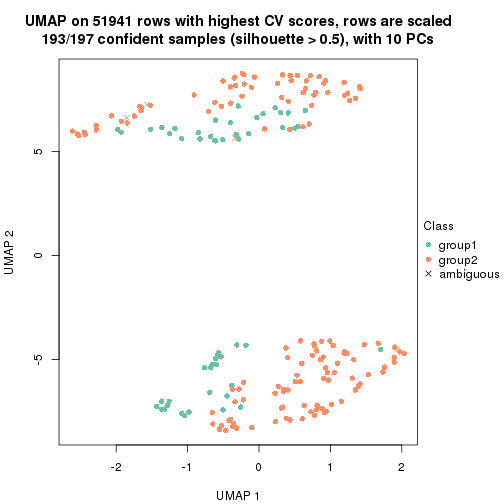 UMAP on 51941 rows with highest CV scores, rows are scaled
193/197 confident samples (silhouette > 0.5), with 10 PCs
5
0
-5
UMAP 2
-2
-1
0
1
2
UMAP 1
Class
group1
group2
ambiguous